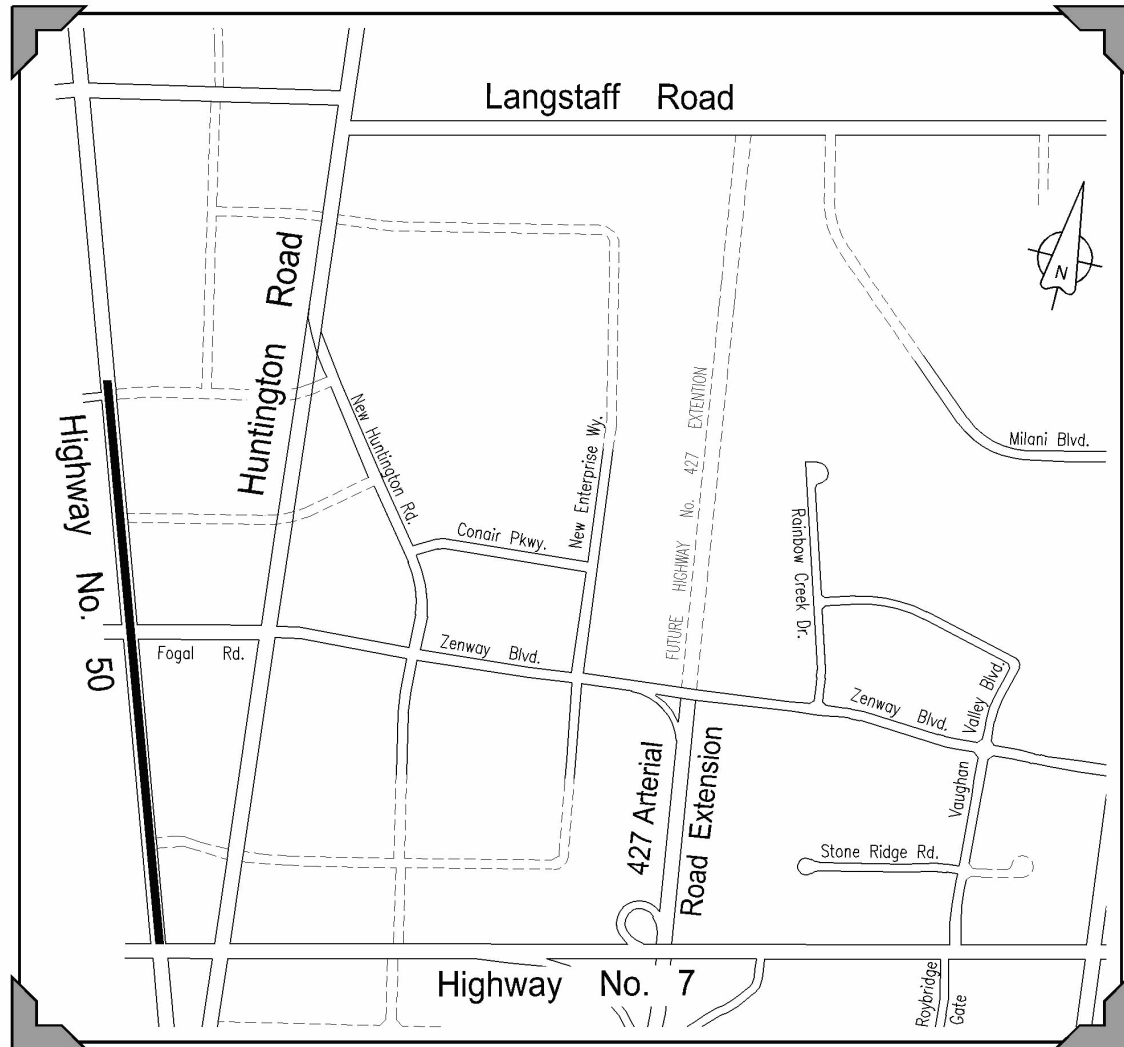 Langstaff Road
Huntington Road
N
Highway No. 50
New Huntington Rd.
FUTURE HIGHWAY No. 427 EXTENTION
Milani Blvd.
New Enterprise Wy.
Conair Pkwy.
Rainbow Creek Dr.
Fogal Rd.
Zenway Blvd.
Zenway Blvd.
Vaughan
Valley Blvd.
427 Arterial
Road Extension
Stone Ridge Rd.
Highway No. 7
Roybridge
Gate